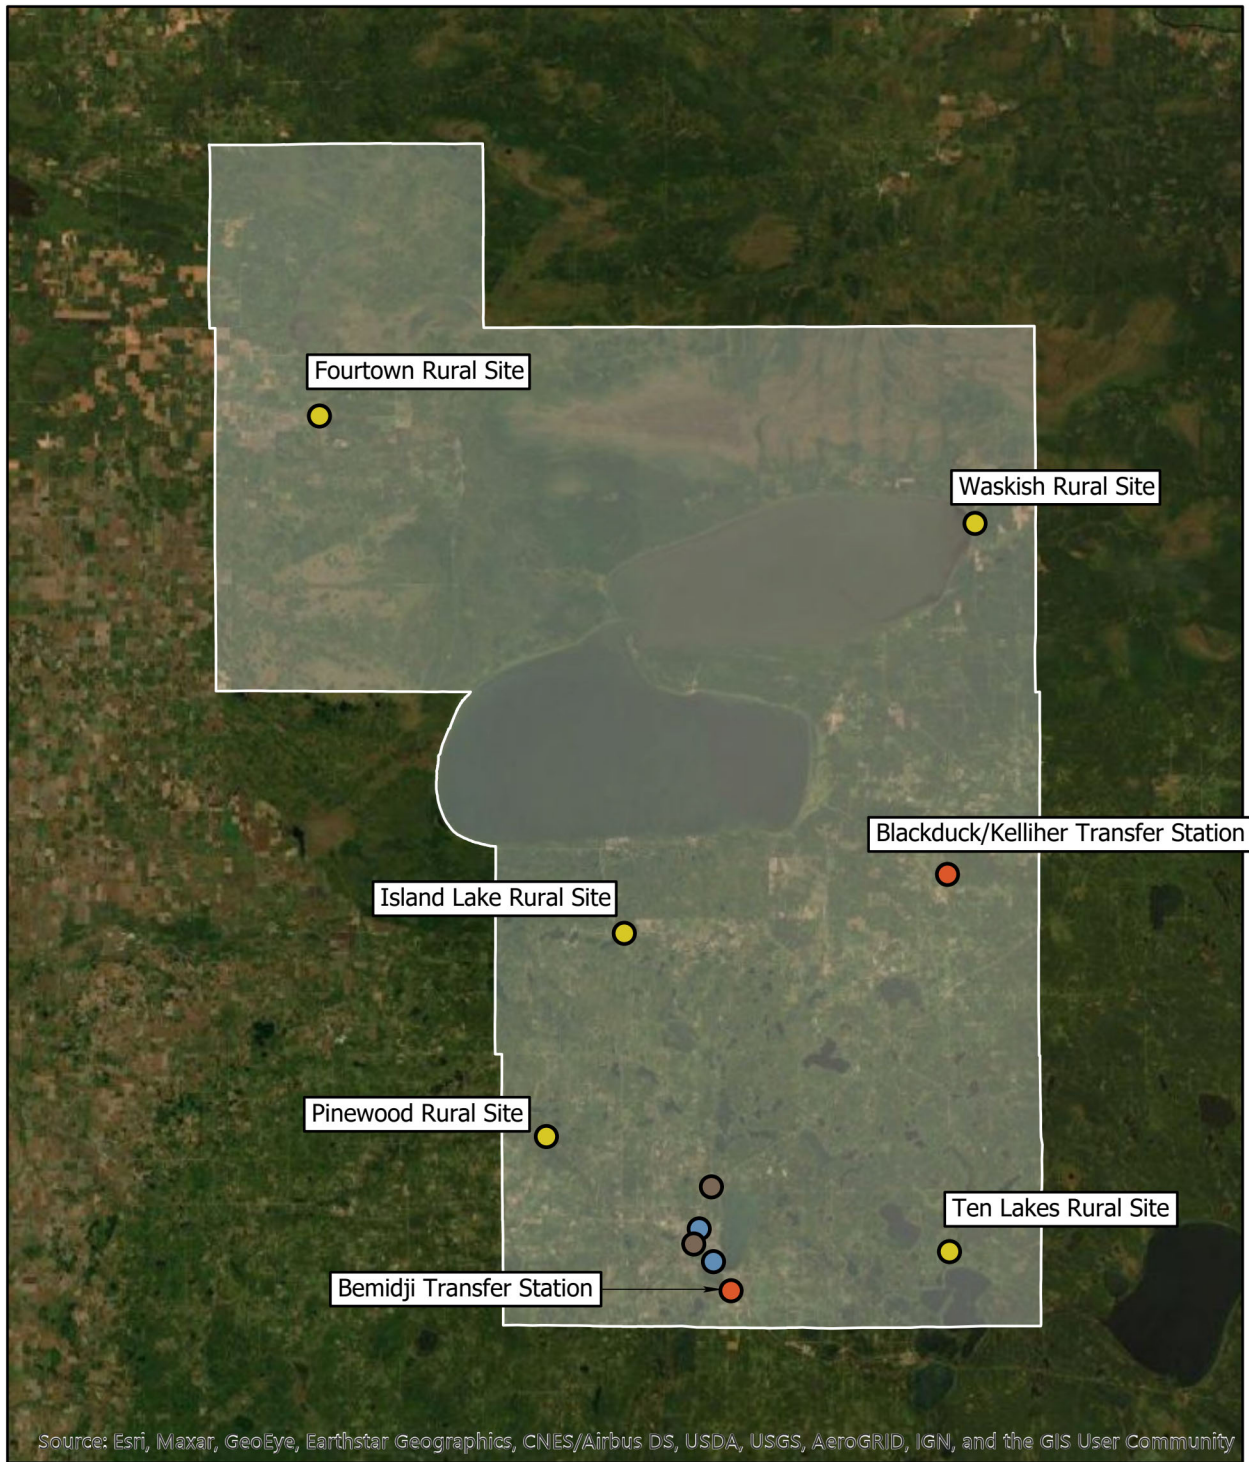 Fourtown Rural Site
Waskish Rural Site
Blackduck/Kelliher Transfer Station
Island Lake Rural Site
Pinewood Rural Site
Ten Lakes Rural Site
Bemidji Transfer Station
Source: Esri, Maxar, GeoEye, Earthstar Geographics, CNES/Airbus DS, USDA, USGS, AeroGRID, IGN, and the GIS User Community